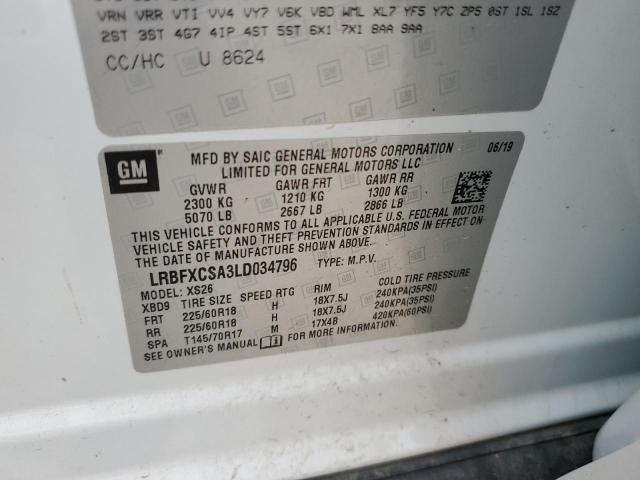 VRN VRR VTI VV4 VY7 V6K V8D WML XL7 YF5 Y7C ZP5 0ST 1SL 1SZ
2ST 3ST 4G7 4IP 4ST 5ST 6X1 7X1 8AA 9AA
CC/HC U 8624
GM
MFD BY SAIC GENERAL MOTORS CORPORATION 06/19
LIMITED FOR GENERAL MOTORS LLC
GVWR GAWR FRT GAWR RR
2300 KG 1210 KG 1300 KG
5070 LB 2667 LB 2866 LB
THIS VEHICLE CONFORMS TO ALL APPLICABLE U.S. FEDERAL MOTOR
VEHICLE SAFETY AND THEFT PREVENTION STANDARDS IN EFFECT ON
THE DATE OF MANUFACTURE SHOWN ABOVE.
LRBFXCSA3LD034796 TYPE: M.P.V.
MODEL: XS26
XBD9 TIRE SIZE SPEED RTG RIM COLD TIRE PRESSURE
FRT 225/60R18 H 18X7.5J 240KPA(35PSI)
RR 225/60R18 H 18X7.5J 240KPA(35PSI)
SPA T145/70R17 M 17X4B 420KPA(60PSI)
SEE OWNER'S MANUAL FOR MORE INFORMATION.